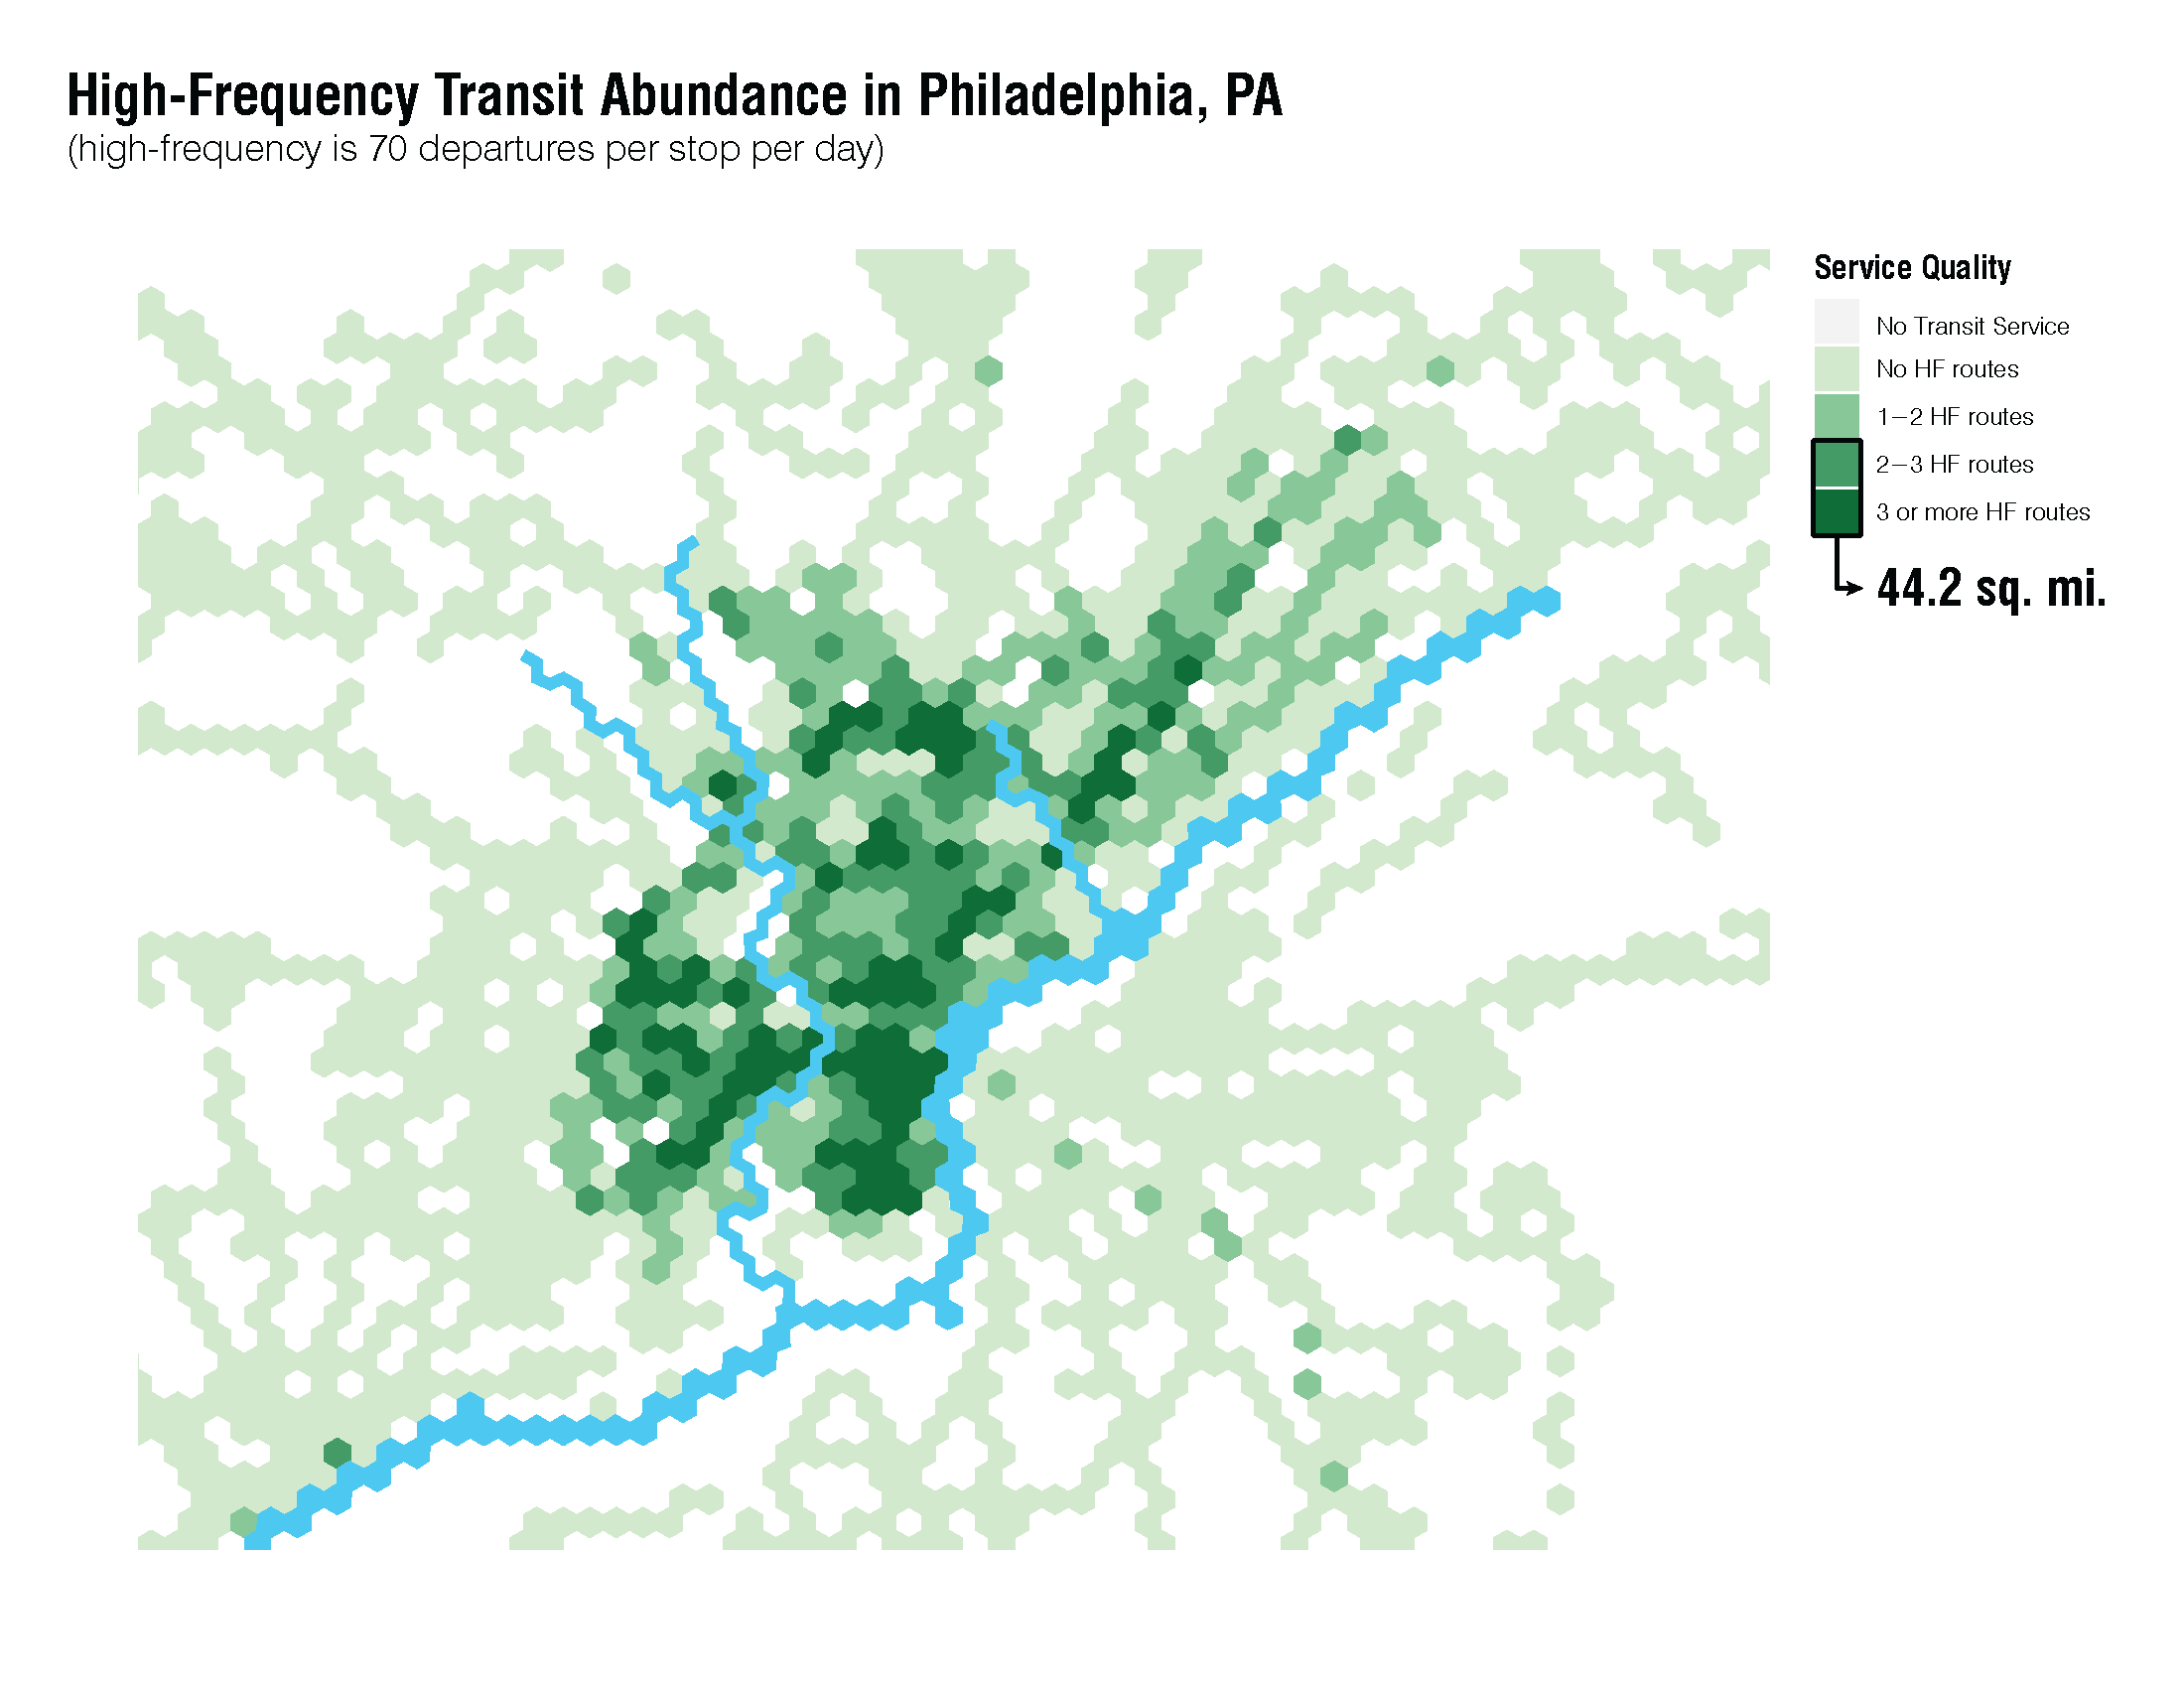 High-Frequency Transit Abundance in Philadelphia, PA
(high-frequency is 70 departures per stop per day)
Service Quality
No Transit Service
No HF routes
1–2 HF routes
2–3 HF routes
3 or more HF routes
44.2 sq. mi.